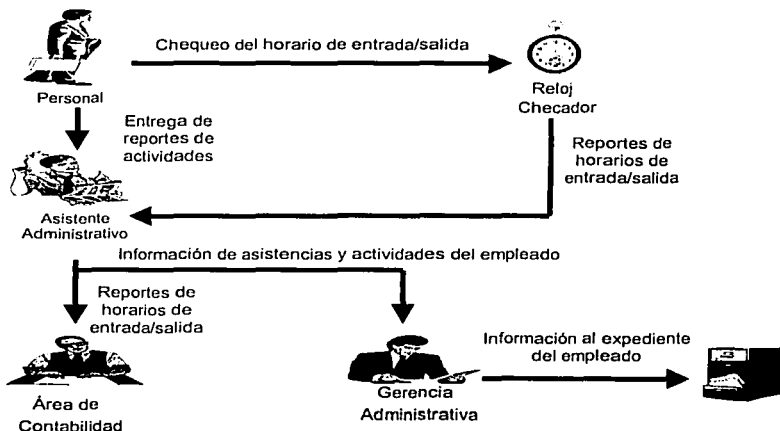 Chequeo del horario de entrada/salida
Personal
Reloj
Checador
Entrega de
reportes de
actividades
Reportes de
horarios de
entrada/salida
Asistente
Administrativo
Información de asistencias y actividades del empleado
Reportes de
horarios de
entrada/salida
Información al expediente
del empleado
Área de
Contabilidad
Gerencia
Administrativa